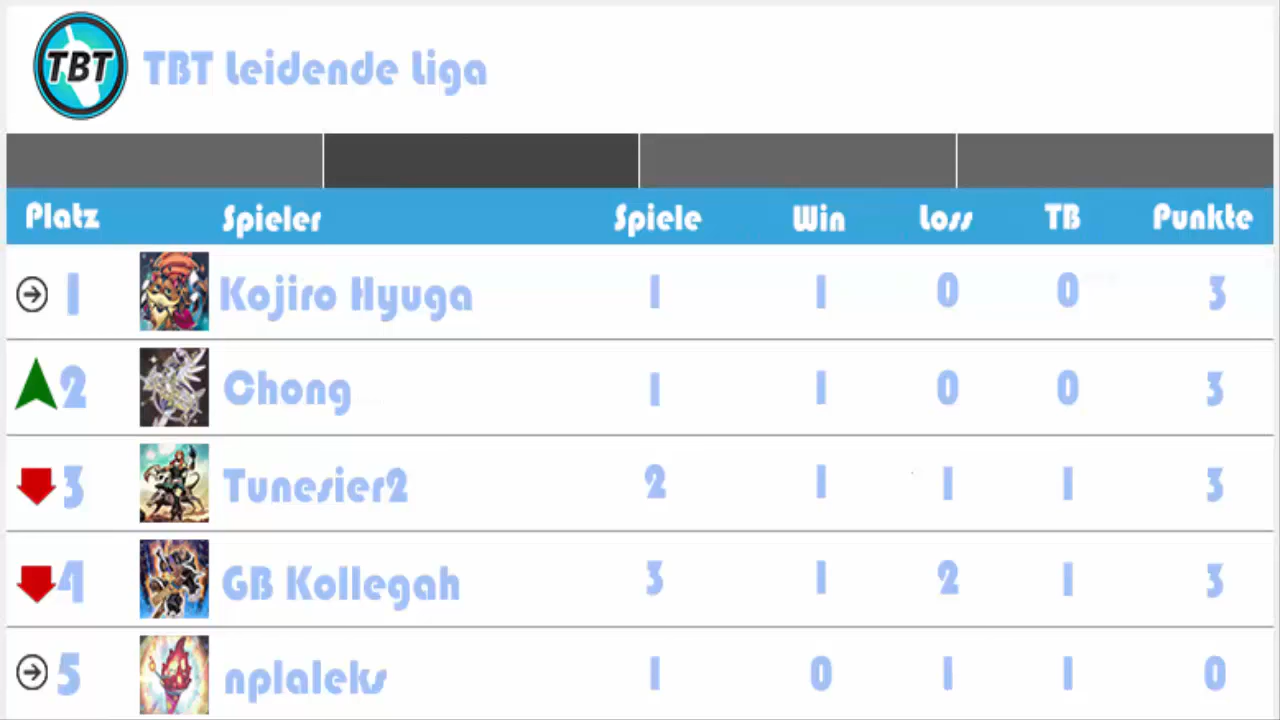 TBT TBT Leidende Liga
Platz Spieler Spiele Win Loss TB Punkte
1 Kojiro Hyuga 1 1 0 0 3
2 Chong 1 1 0 0 3
3 Tunesier2 2 1 1 1 3
4 GB Kollegah 3 1 2 1 3
5 nplaleks 1 0 1 1 0